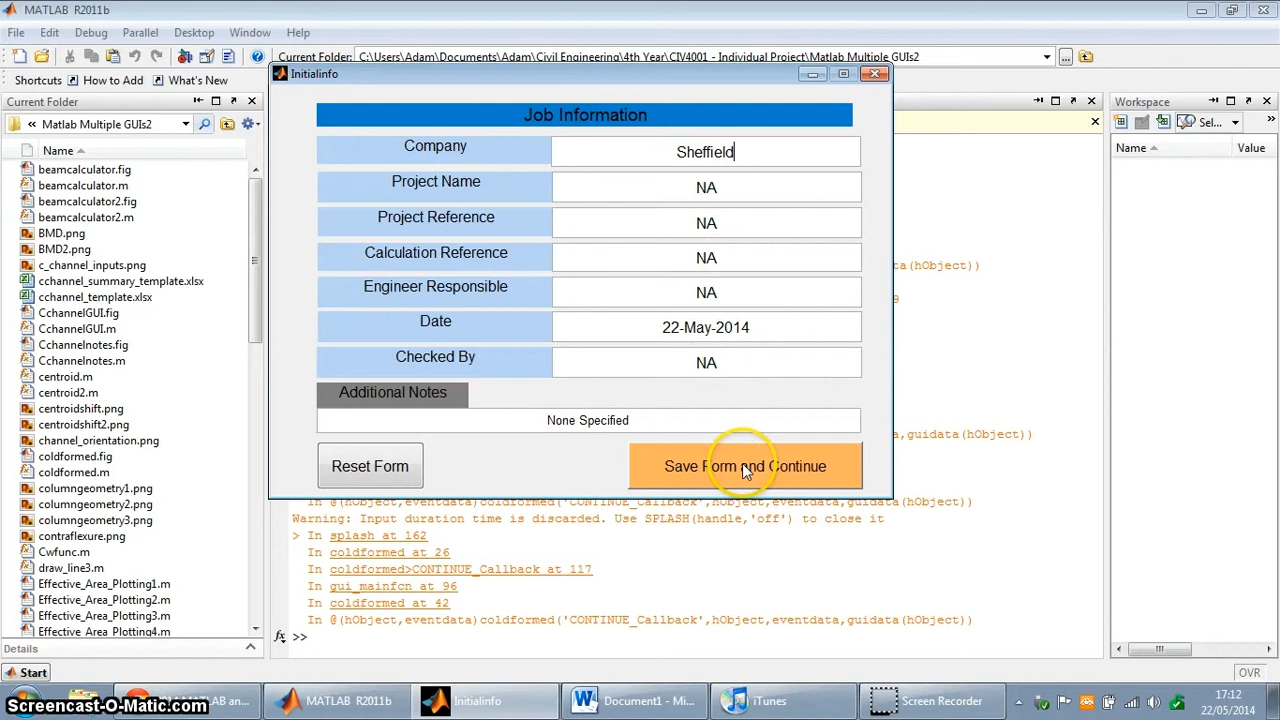 MATLAB R2011b
File Edit Debug Parallel Desktop Window Help
Current Folder: C:\Users\Adam\Documents\Adam\Civil Engineering\4th Year\CIV4001 - Individual Project\Matlab Multiple GUIs2
Shortcuts How to Add What's New
Current Folder
« Matlab Multiple GUIs2
Name
beamcalculator.fig
beamcalculator.m
beamcalculator2.fig
beamcalculator2.m
BMD.png
BMD2.png
c_channel_inputs.png
cchannel_summary_template.xlsx
cchannel_template.xlsx
CchannelGUI.fig
CchannelGUI.m
Cchannelnotes.fig
Cchannelnotes.m
centroid.m
centroid2.m
centroidshift.png
centroidshift2.png
channel_orientation.png
coldformed.fig
coldformed.m
columngeometry1.png
columngeometry2.png
columngeometry3.png
contraflexure.png
Cwfunc.m
draw_line3.m
Effective_Area_Plotting1.m
Effective_Area_Plotting2.m
Effective_Area_Plotting3.m
Effective_Area_Plotting4.m
Details
Initialinfo
Job Information
Company Sheffield
Project Name NA
Project Reference NA
Calculation Reference NA
Engineer Responsible NA
Date 22-May-2014
Checked By NA
Additional Notes
None Specified
Reset Form Save Form and Continue
ata(hObject))
9
,guidata(hObject))
In @(hObject,eventdata)coldformed('CONTINUE_Callback',hObject,eventdata,guidata(hObject))
Warning: Input duration time is discarded. Use SPLASH(handle,'off') to close it
> In splash at 162
In coldformed at 26
In coldformed>CONTINUE_Callback at 117
In gui_mainfcn at 96
In coldformed at 42
In @(hObject,eventdata)coldformed('CONTINUE_Callback',hObject,eventdata,guidata(hObject))
fx >>
Workspace
Sel...
Name Value
Start
OVR
MATLAB an... MATLAB R2011b Initialinfo Document1 - Mi... iTunes Screen Recorder
17:12
22/05/2014
Screencast-O-Matic.com